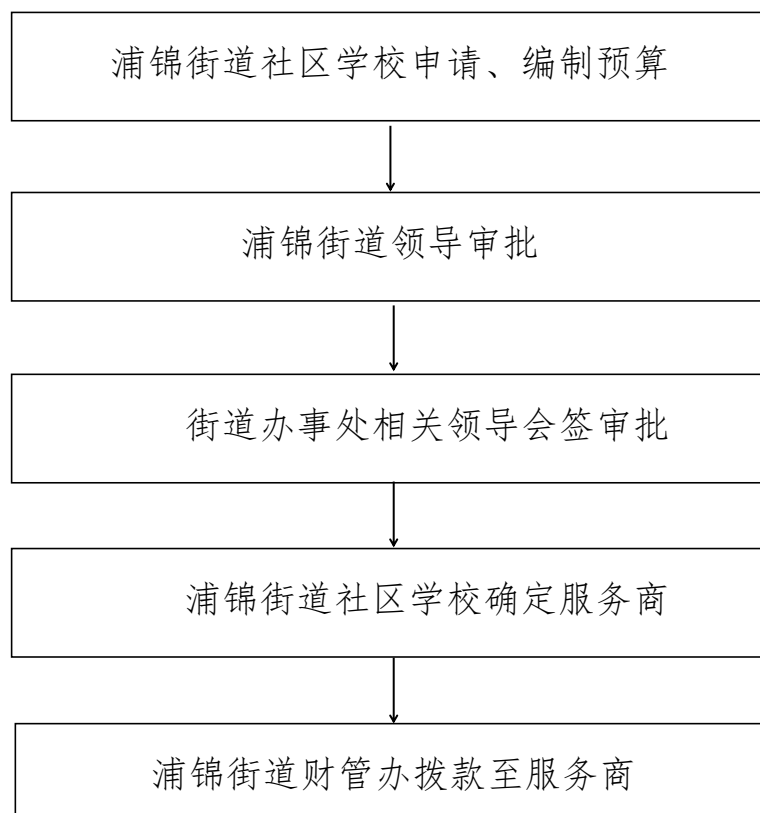 浦锦街道社区学校申请、编制预算
浦锦街道领导审批
街道办事处相关领导会签审批
浦锦街道社区学校确定服务商
浦锦街道财管办拨款至服务商